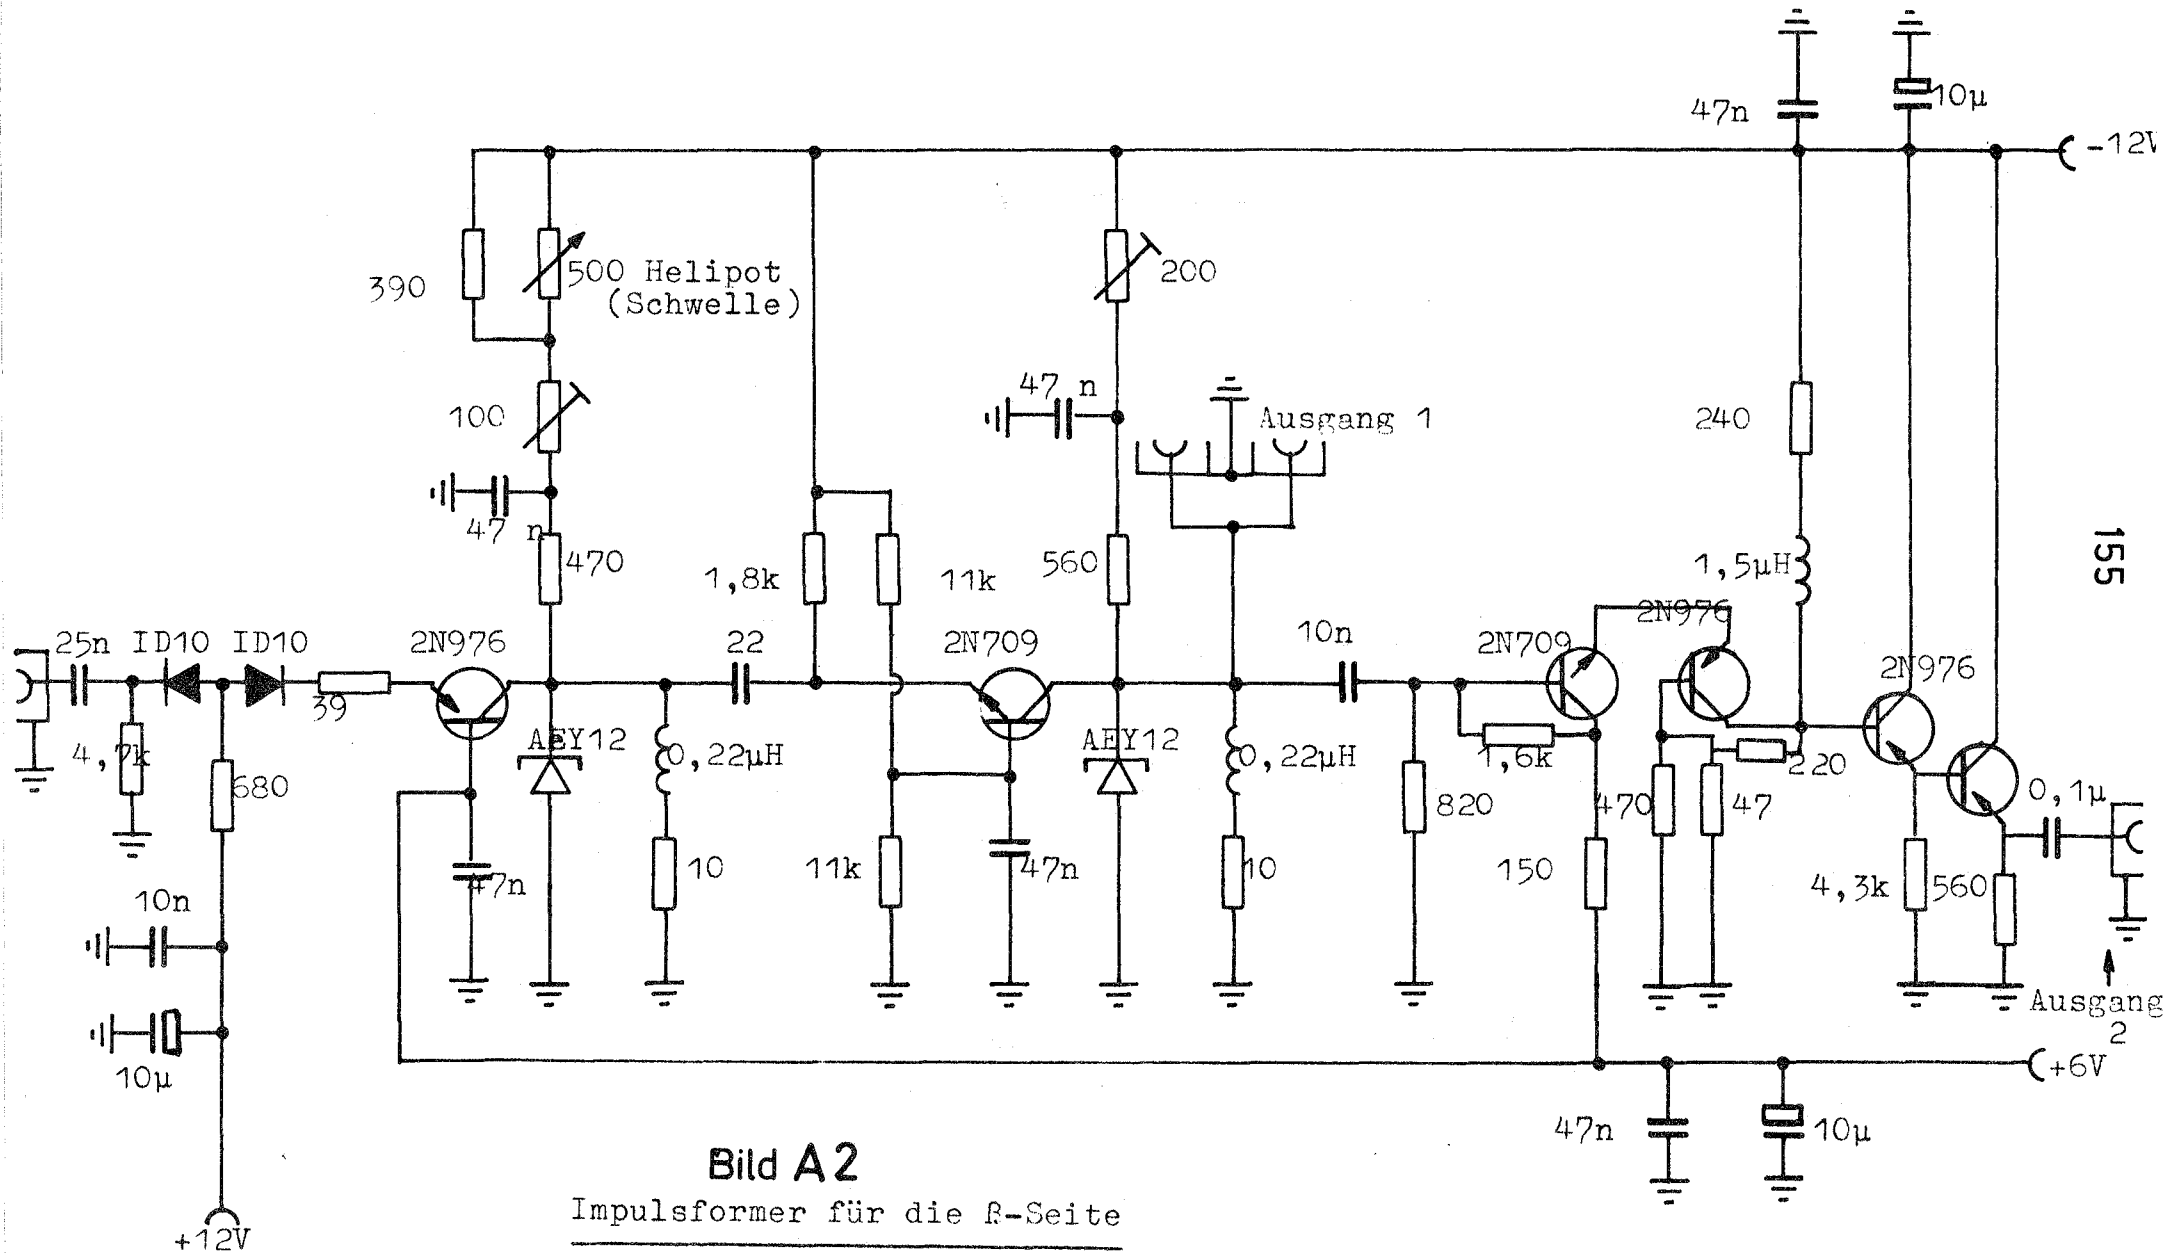 47n
10µ
-12V
390
500 Helipot
(Schwelle)
200
100
47 n
Ausgang 1
240
47 n
470
1,8k
11k
560
1,5µH
155
25n
ID10
ID10
2N976
22
2N709
10n
2N709
2N976
2N976
39
4,7k
680
AEY12
0,22µH
AEY12
0,22µH
1,6k
220
820
470
47
0,1µ
10n
47n
10
11k
47n
10
150
4,3k
560
10µ
Ausgang
2
+6V
47n
10µ
+12V
Bild A2
Impulsformer für die ß-Seite